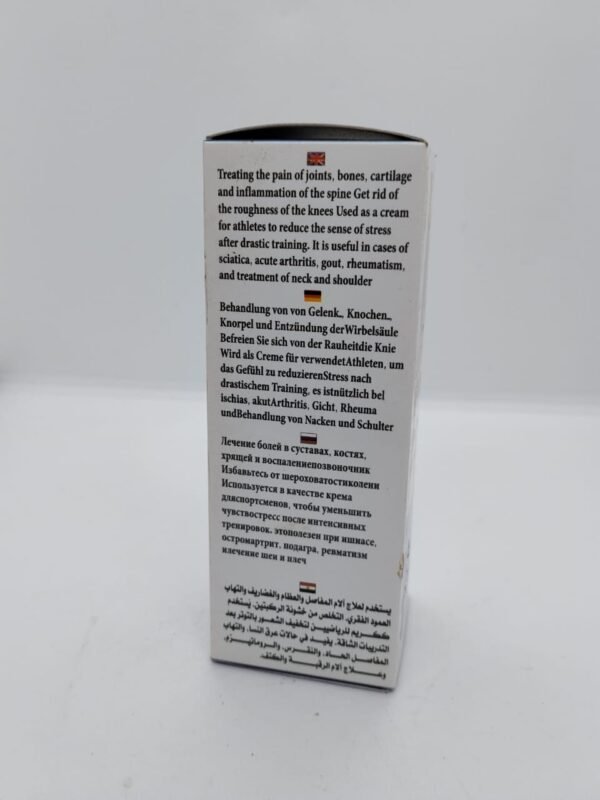 Treating the pain of joints, bones, cartilage
and inflammation of the spine Get rid of
the roughness of the knees Used as a cream
for athletes to reduce the sense of stress
after drastic training. It is useful in cases of
sciatica, acute arthritis, gout, rheumatism,
and treatment of neck and shoulder
Behandlung von von Gelenk., Knochen.,
Knorpel und Entzündung derWirbelsäule
Befreien Sie sich von der Rauheitdie Knie
Wird als Creme für verwendetAthleten, um
das Gefühl zu reduzierenStress nach
drastischem Training, es istnützlich bei
ischias, akutArthritis, Gicht, Rheuma
undBehandlung von Nacken und Schulter
Лечение болей в суставах, костях,
хрящей и воспалениепозвоночник
Избавьтесь от шероховатостиколени
Используется в качестве крема
дляспортсменов, чтобы уменьшить
чувствостресс после интенсивных
тренировок. этополезен при ишиасе,
остромартрит, подагра, ревматизм
илечение шеи и плеч
يستخدم لعلاج آلام المفاصل والعظام والغضاريف والتهاب
العمود الفقري. التخلص من خشونة الركبتين. يُستخدم
ككريم للرياضيين لتخفيف الشعور بالتوتر بعد
التدريبات الشاقة. يفيد في حالات عرق النسا، والتهاب
المفاصل الحاد، والنقرس، والروماتيزم،
وعلاج آلام الرقبة والكتف.